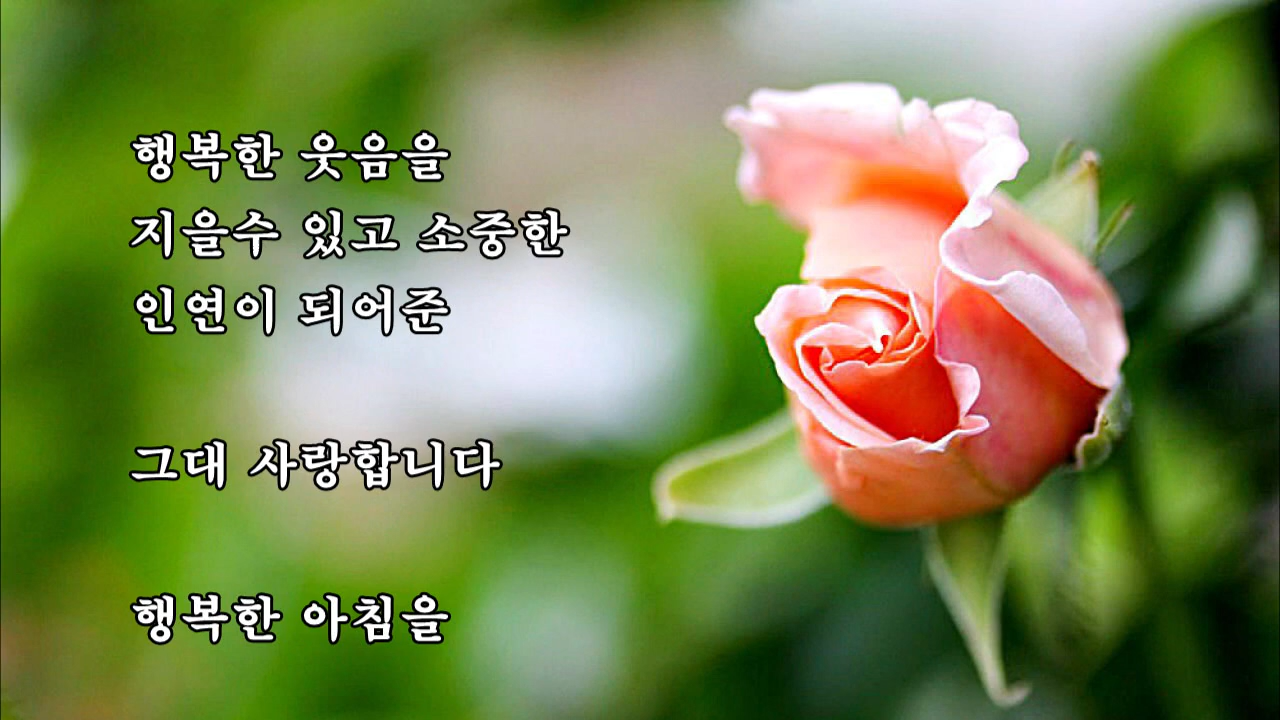 행복한 웃음을
지을수 있고 소중한
인연이 되어준
그대 사랑합니다
행복한 아침을